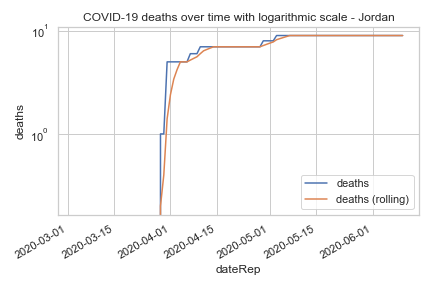 COVID-19 deaths over time with logarithmic scale - Jordan
10¹
10⁰
deaths
deaths
deaths (rolling)
2020-03-01
2020-03-15
2020-04-01
2020-04-15
2020-05-01
2020-05-15
2020-06-01
dateRep